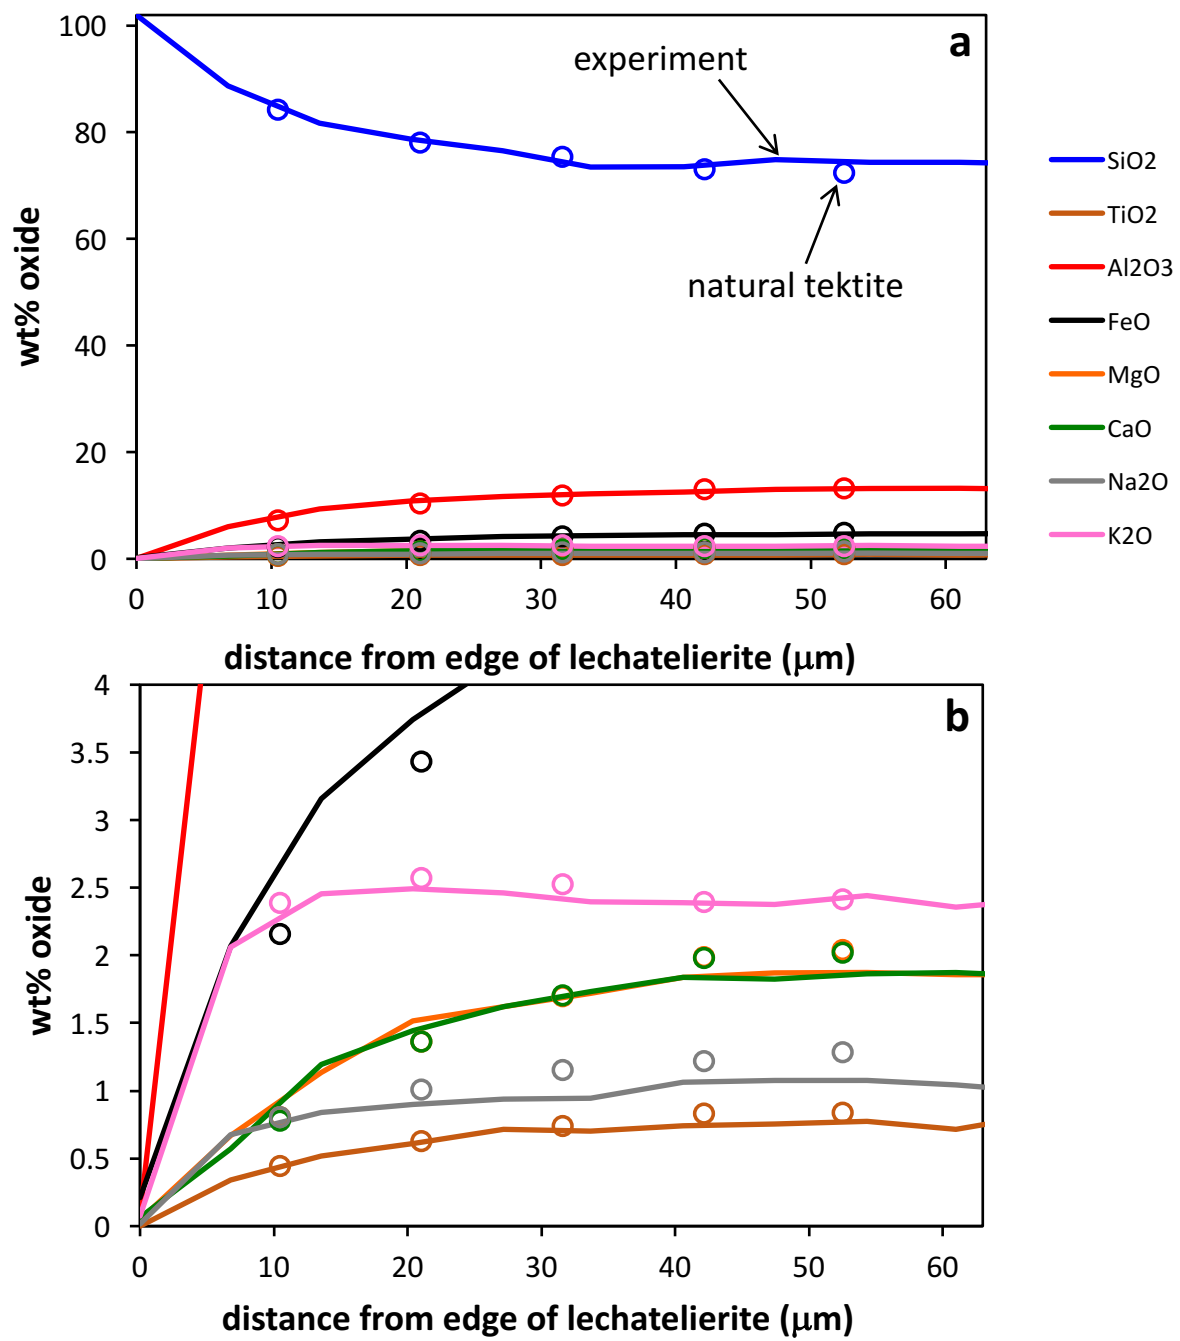 a
experiment
natural tektite
wt% oxide
100
80
60
40
20
0
0 10 20 30 40 50 60
distance from edge of lechatelierite (μm)
SiO2
TiO2
Al2O3
FeO
MgO
CaO
Na2O
K2O
b
wt% oxide
4
3.5
3
2.5
2
1.5
1
0.5
0
0 10 20 30 40 50 60
distance from edge of lechatelierite (μm)